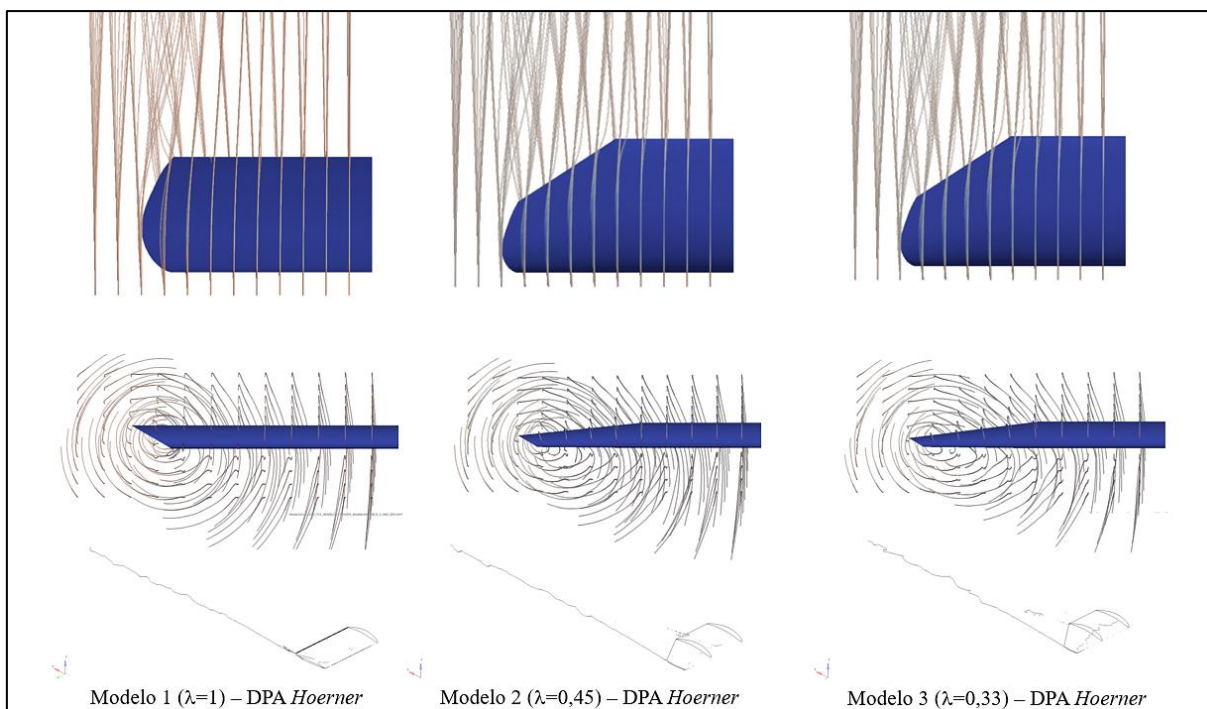 Modelo 1 (λ=1) – DPA Hoerner
Modelo 2 (λ=0,45) – DPA Hoerner
Modelo 3 (λ=0,33) – DPA Hoerner